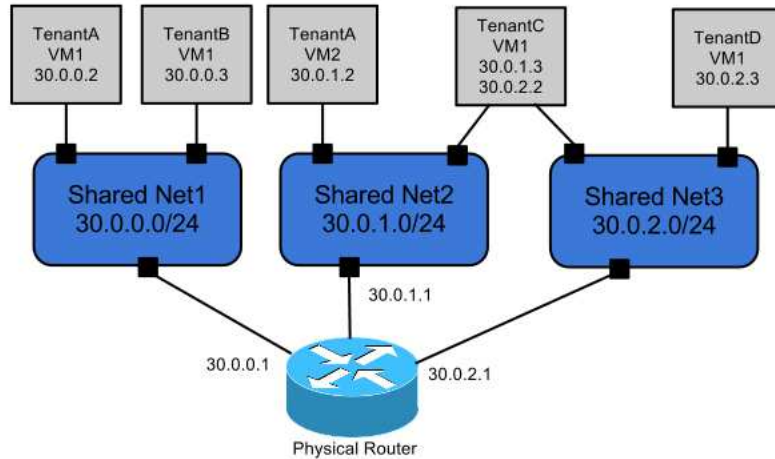 TenantA
VM1
30.0.0.2
TenantB
VM1
30.0.0.3
TenantA
VM2
30.0.1.2
TenantC
VM1
30.0.1.3
30.0.2.2
TenantD
VM1
30.0.2.3
Shared Net1
30.0.0.0/24
Shared Net2
30.0.1.0/24
Shared Net3
30.0.2.0/24
30.0.1.1
30.0.0.1
30.0.2.1
Physical Router